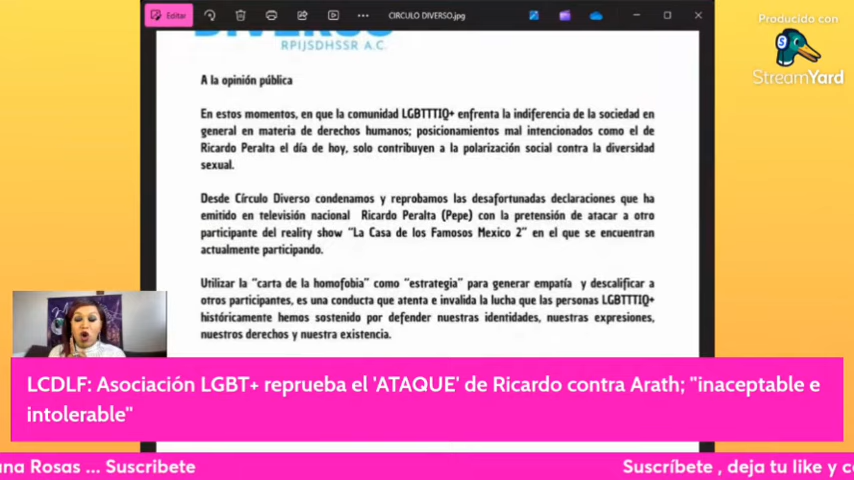 Editar
CIRCULO DIVERSO.jpg
Producido con
StreamYard
DIVERSO
RPIJSDHSSR A.C.
A la opinión pública
En estos momentos, en que la comunidad LGBTTTIQ+ enfrenta la indiferencia de la sociedad en
general en materia de derechos humanos; posicionamientos mal intencionados como el de
Ricardo Peralta el día de hoy, solo contribuyen a la polarización social contra la diversidad
sexual.
Desde Círculo Diverso condenamos y reprobamos las desafortunadas declaraciones que ha
emitido en televisión nacional Ricardo Peralta (Pepe) con la pretensión de atacar a otro
participante del reality show "La Casa de los Famosos Mexico 2" en el que se encuentran
actualmente participando.
Utilizar la "carta de la homofobia" como "estrategia" para generar empatía y descalificar a
otros participantes, es una conducta que atenta e invalida la lucha que las personas LGBTTTIQ+
históricamente hemos sostenido por defender nuestras identidades, nuestras expresiones,
nuestros derechos y nuestra existencia.
LCDLF: Asociación LGBT+ reprueba el 'ATAQUE' de Ricardo contra Arath; "inaceptable e
intolerable"
na Rosas ... Suscribete
Suscríbete , deja tu like y c